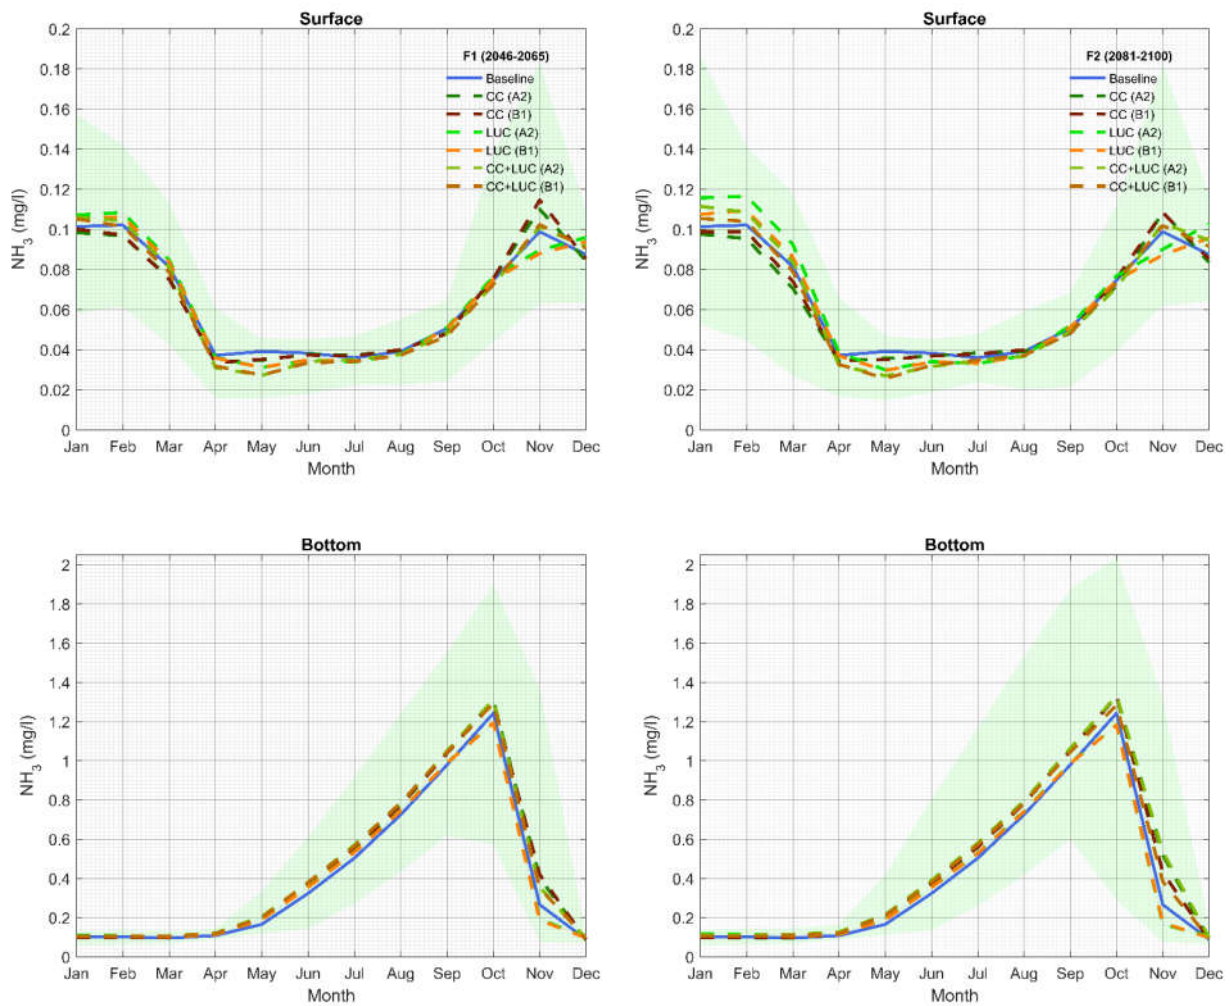 Surface
0.2
0.18
0.16
0.14
0.12
0.1
0.08
0.06
0.04
0.02
0
NH3 (mg/l)
F1 (2046-2065)
Baseline
CC (A2)
CC (B1)
LUC (A2)
LUC (B1)
CC+LUC (A2)
CC+LUC (B1)
Jan Feb Mar Apr May Jun Jul Aug Sep Oct Nov Dec
Month
Surface
0.2
0.18
0.16
0.14
0.12
0.1
0.08
0.06
0.04
0.02
0
NH3 (mg/l)
F2 (2081-2100)
Baseline
CC (A2)
CC (B1)
LUC (A2)
LUC (B1)
CC+LUC (A2)
CC+LUC (B1)
Jan Feb Mar Apr May Jun Jul Aug Sep Oct Nov Dec
Month
Bottom
2
1.8
1.6
1.4
1.2
1
0.8
0.6
0.4
0.2
0
NH3 (mg/l)
Jan Feb Mar Apr May Jun Jul Aug Sep Oct Nov Dec
Month
Bottom
2
1.8
1.6
1.4
1.2
1
0.8
0.6
0.4
0.2
0
NH3 (mg/l)
Jan Feb Mar Apr May Jun Jul Aug Sep Oct Nov Dec
Month